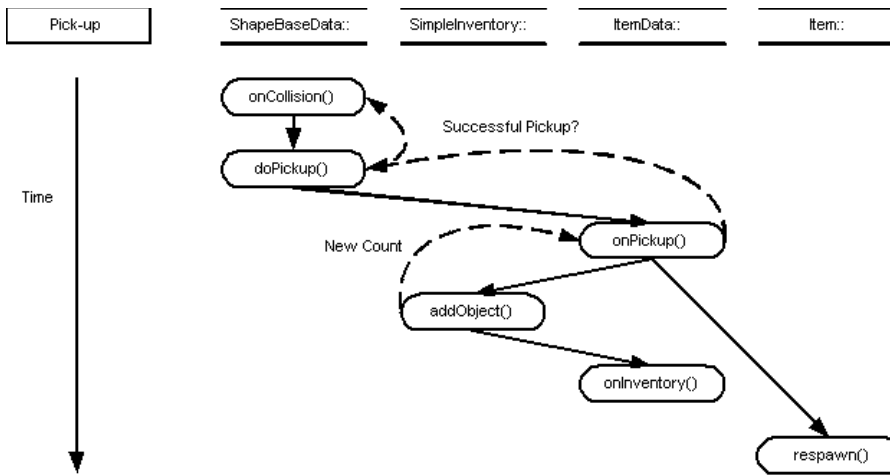 Pick-up
ShapeBaseData::
SimpleInventory::
ItemData::
Item::
onCollision()
Successful Pickup?
doPickup()
Time
onPickup()
New Count
addObject()
onInventory()
respawn()